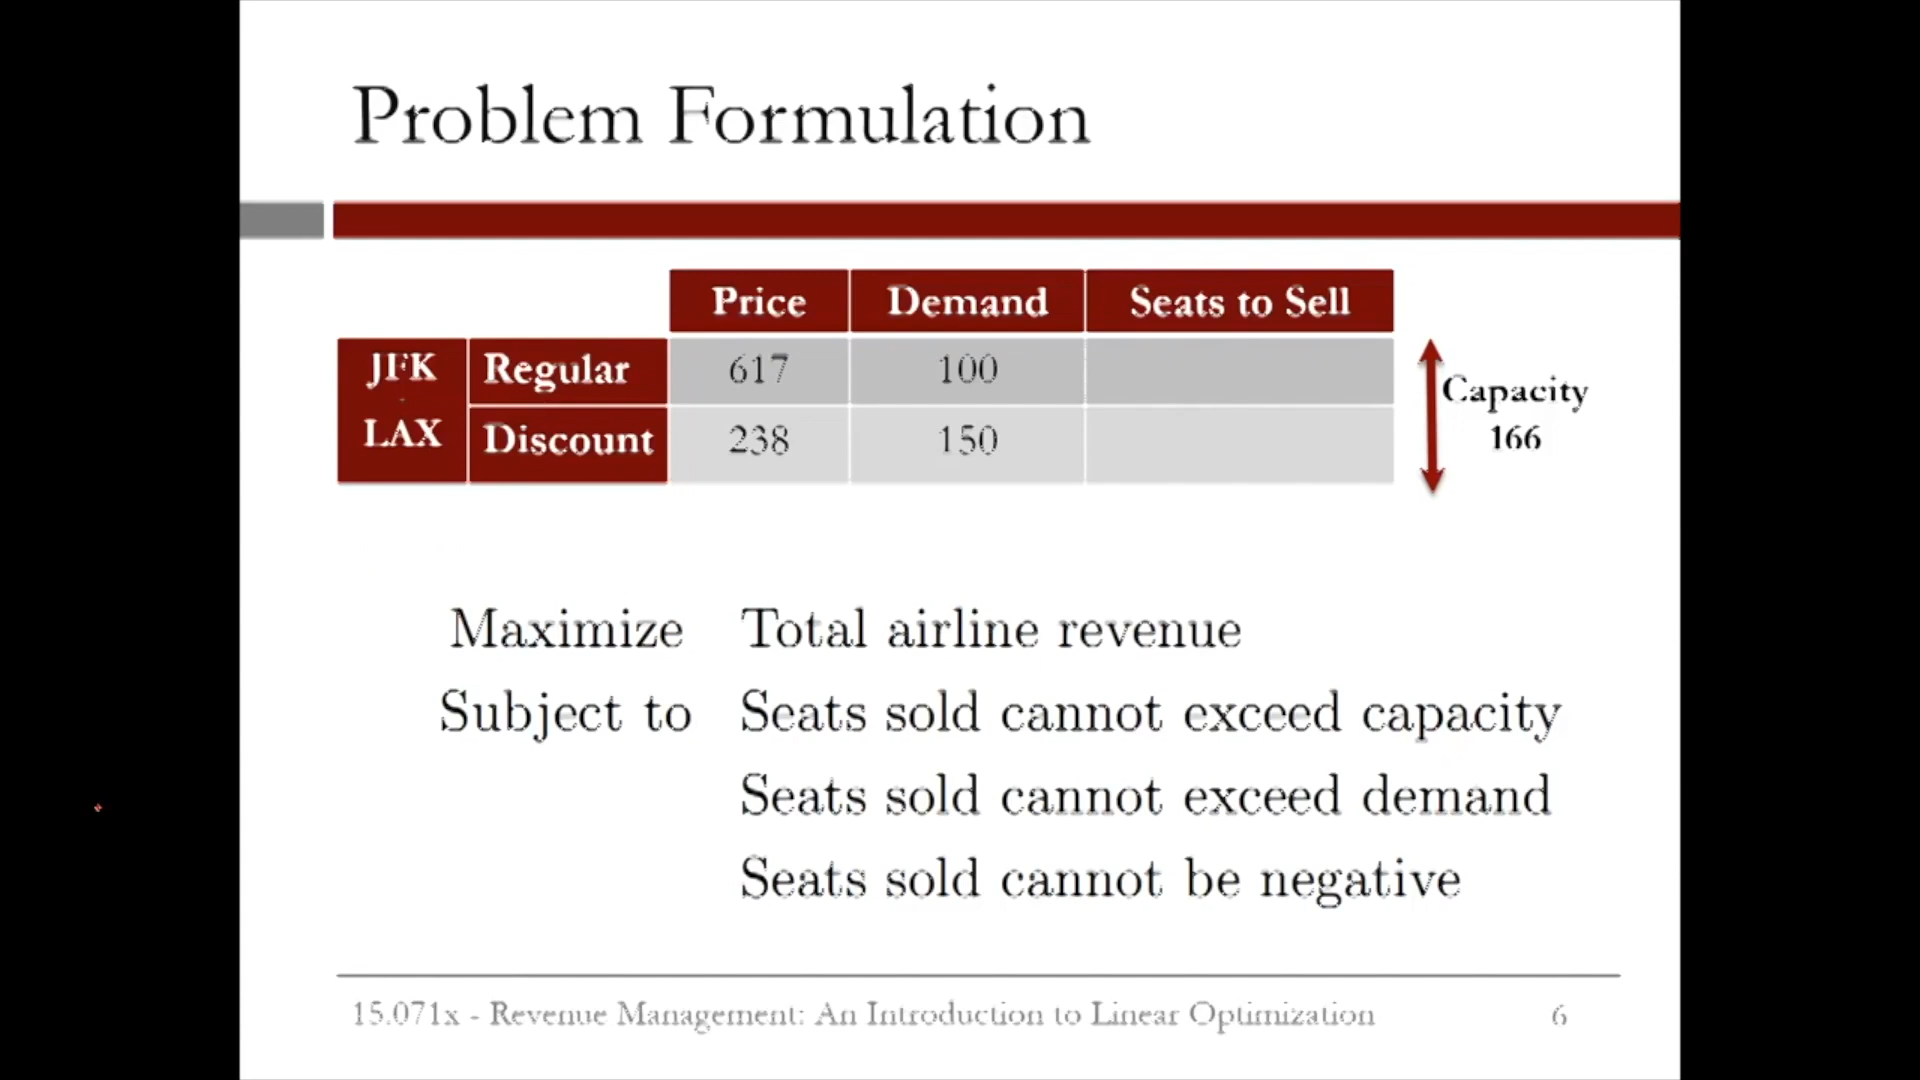 Problem Formulation
Price Demand Seats to Sell
JFK Regular 617 100
LAX Discount 238 150
Capacity
166
Maximize Total airline revenue
Subject to Seats sold cannot exceed capacity
Seats sold cannot exceed demand
Seats sold cannot be negative
15.071x - Revenue Management: An Introduction to Linear Optimization 6